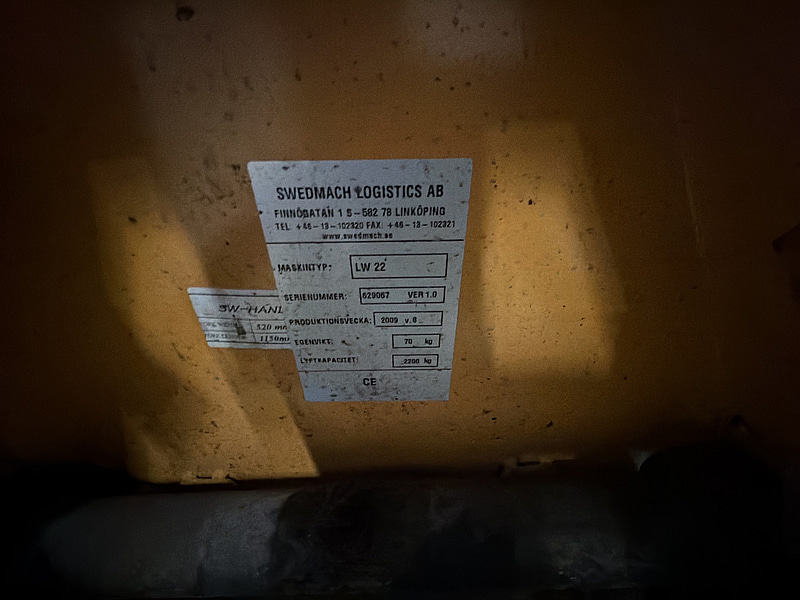 SWEDMACH LOGISTICS AB
FINNÖGATAN 1 S-582 78 LINKÖPING
TEL. +46-13-102320 FAX. +46-13-102321
www.swedmach.se
MASKINTYP: LW 22
SERIENUMMER: 629067 VER 1.0
PRODUKTIONSVECKA: 2009 v.8
EGENVIKT: 70 kg
LYFTKAPACITET: 2200 kg
CE
SW-HANL
520 mm
1150